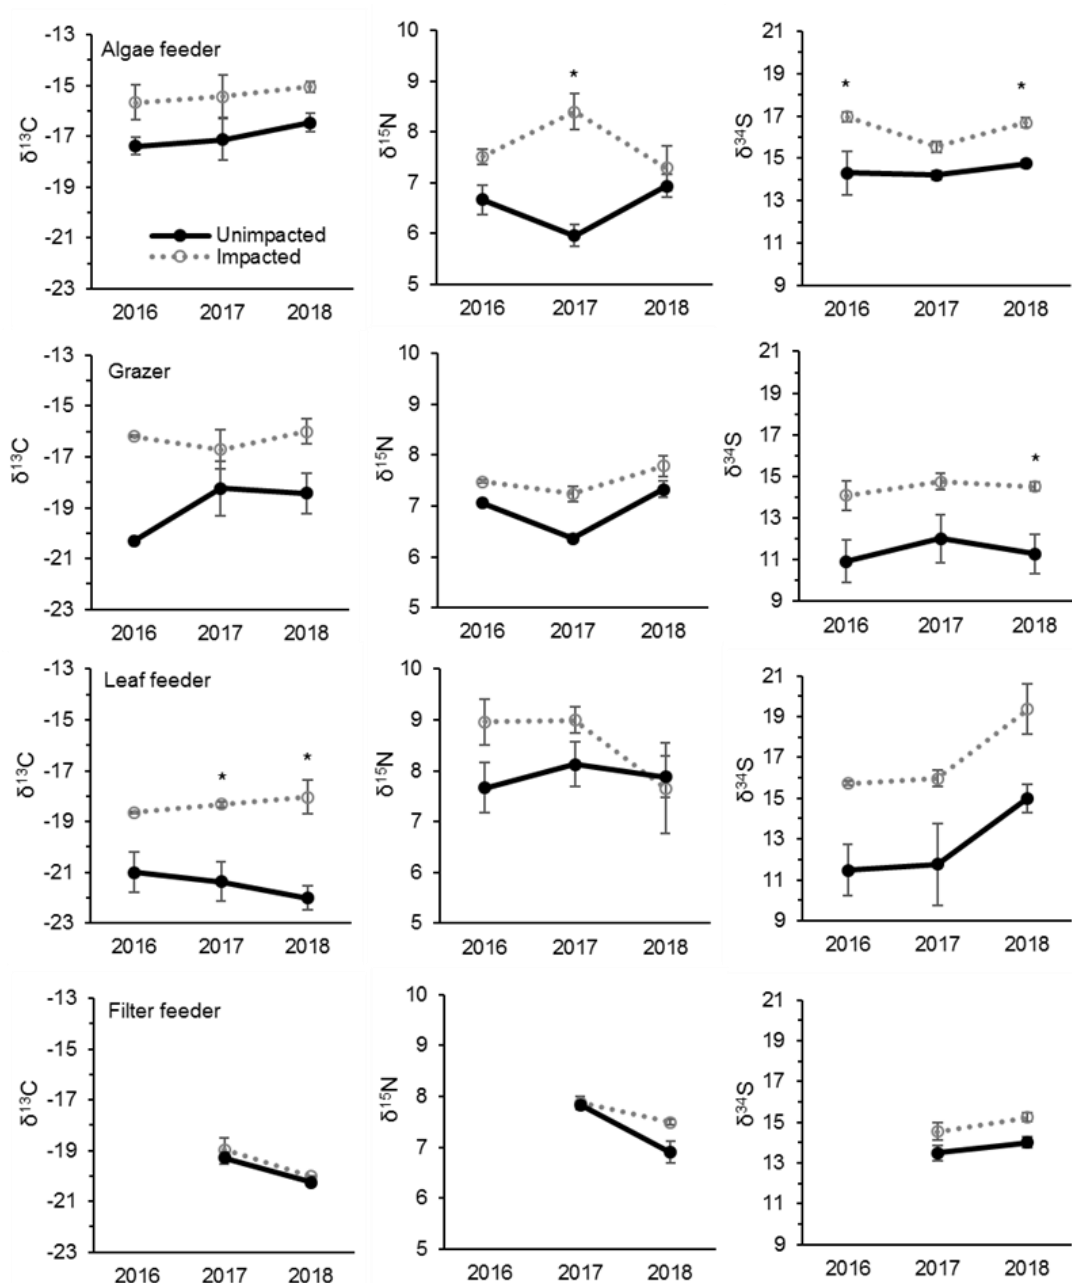 Algae feeder
δ13C
-13
-15
-17
-19
-21
-23
Unimpacted
Impacted
2016 2017 2018
δ15N
10
9
8
7
6
5
*
2016 2017 2018
δ34S
21
19
17
15
13
11
9
* *
2016 2017 2018
Grazer
δ13C
-13
-15
-17
-19
-21
-23
2016 2017 2018
δ15N
10
9
8
7
6
5
2016 2017 2018
δ34S
21
19
17
15
13
11
9
*
2016 2017 2018
Leaf feeder
δ13C
-13
-15
-17
-19
-21
-23
* *
2016 2017 2018
δ15N
10
9
8
7
6
5
2016 2017 2018
δ34S
21
19
17
15
13
11
9
2016 2017 2018
Filter feeder
δ13C
-13
-15
-17
-19
-21
-23
2016 2017 2018
δ15N
10
9
8
7
6
5
2016 2017 2018
δ34S
21
19
17
15
13
11
9
2016 2017 2018